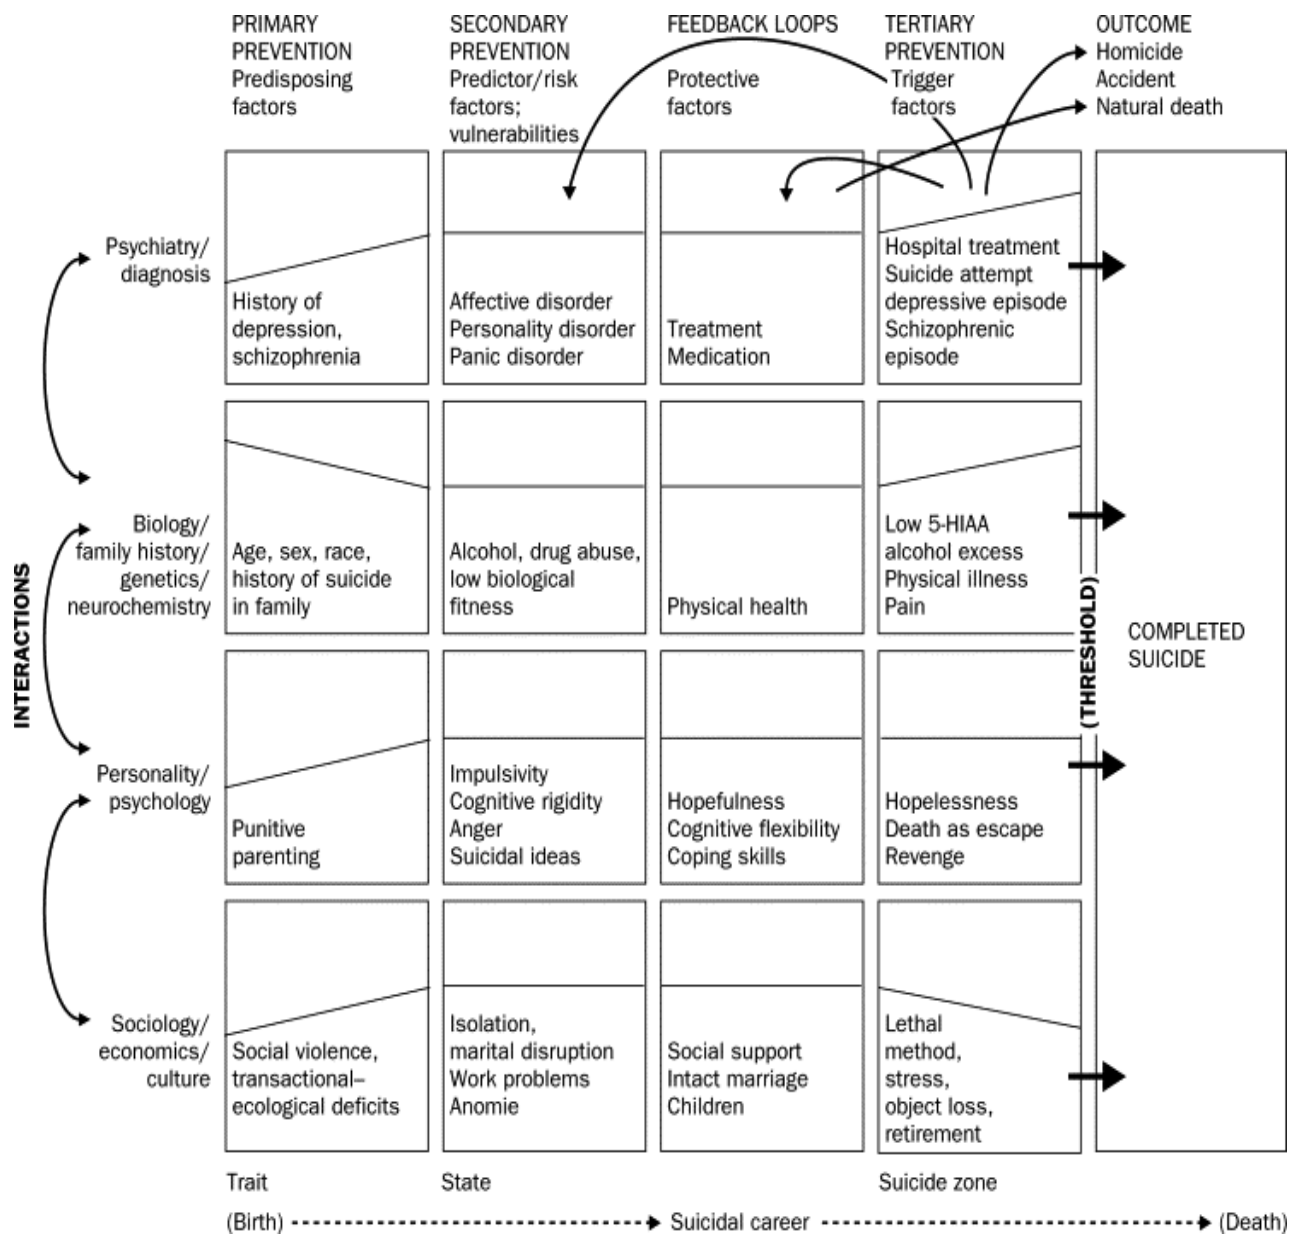 PRIMARY
PREVENTION
Predisposing
factors
SECONDARY
PREVENTION
Predictor/risk
factors;
vulnerabilities
FEEDBACK LOOPS
Protective
factors
TERTIARY
PREVENTION
Trigger
factors
OUTCOME
Homicide
Accident
Natural death
INTERACTIONS
Psychiatry/
diagnosis
History of
depression,
schizophrenia
Affective disorder
Personality disorder
Panic disorder
Treatment
Medication
Hospital treatment
Suicide attempt
depressive episode
Schizophrenic
episode
Biology/
family history/
genetics/
neurochemistry
Age, sex, race,
history of suicide
in family
Alcohol, drug abuse,
low biological
fitness
Physical health
Low 5-HIAA
alcohol excess
Physical illness
Pain
(THRESHOLD)
COMPLETED
SUICIDE
Personality/
psychology
Punitive
parenting
Impulsivity
Cognitive rigidity
Anger
Suicidal ideas
Hopefulness
Cognitive flexibility
Coping skills
Hopelessness
Death as escape
Revenge
Sociology/
economics/
culture
Social violence,
transactional–
ecological deficits
Isolation,
marital disruption
Work problems
Anomie
Social support
Intact marriage
Children
Lethal
method,
stress,
object loss,
retirement
Trait
State
Suicide zone
(Birth)
Suicidal career
(Death)